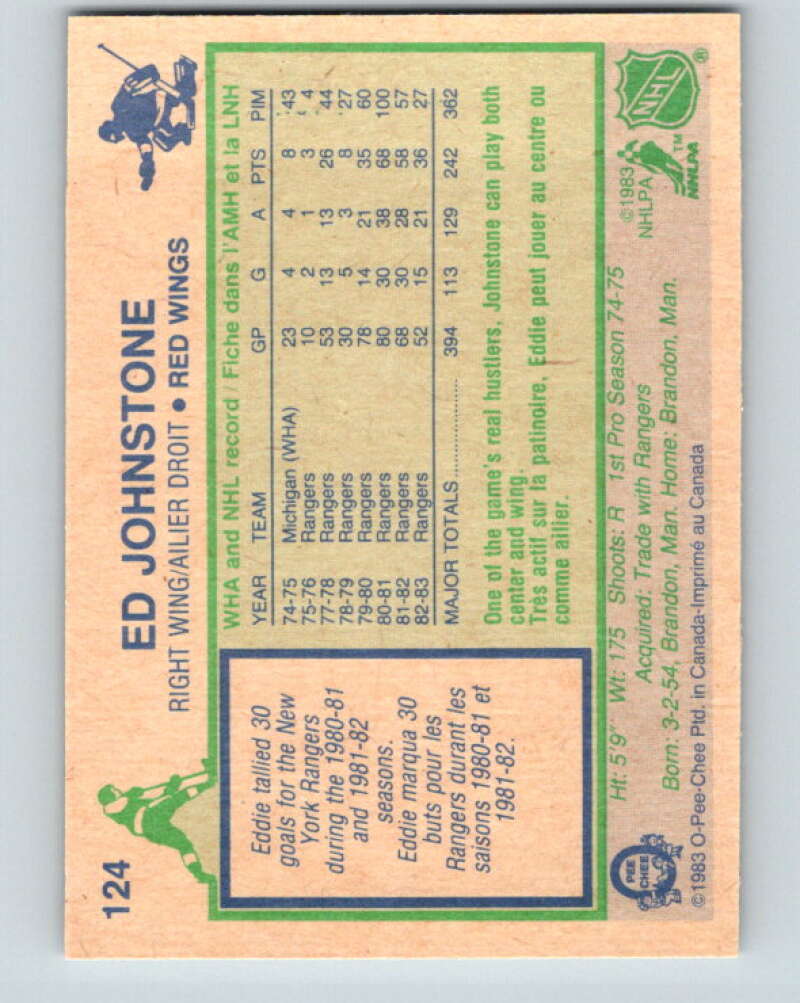 124
ED JOHNSTONE
RIGHT WING/AILIER DROIT • RED WINGS
Eddie tallied 30
goals for the New
York Rangers
during the 1980-81
and 1981-82
seasons.
Eddie marqua 30
buts pour les
Rangers durant les
saisons 1980-81 et
1981-82.
WHA and NHL record / Fiche dans l'AMH et la LNH
YEAR TEAM GP G A PTS PIM
74-75 Michigan (WHA) 23 4 4 8 43
75-76 Rangers 10 2 1 3 4
77-78 Rangers 53 13 13 26 44
78-79 Rangers 30 5 3 8 27
79-80 Rangers 78 14 21 35 60
80-81 Rangers 80 30 38 68 100
81-82 Rangers 68 30 28 58 57
82-83 Rangers 52 15 21 36 27
MAJOR TOTALS .............. 394 113 129 242 362
One of the game's real hustlers, Johnstone can play both
center and wing.
Très actif sur la patinoire, Eddie peut jouer au centre ou
comme ailier.
Ht: 5'9" Wt: 175 Shoots: R 1st Pro Season 74-75
Acquired: Trade with Rangers
Born: 3-2-54, Brandon, Man. Home: Brandon, Man.
©1983 O-Pee-Chee Ptd. in Canada-Imprimé au Canada
O
PEE
CHEE
©1983
NHLPA
NHLPA
TM
NHL
®